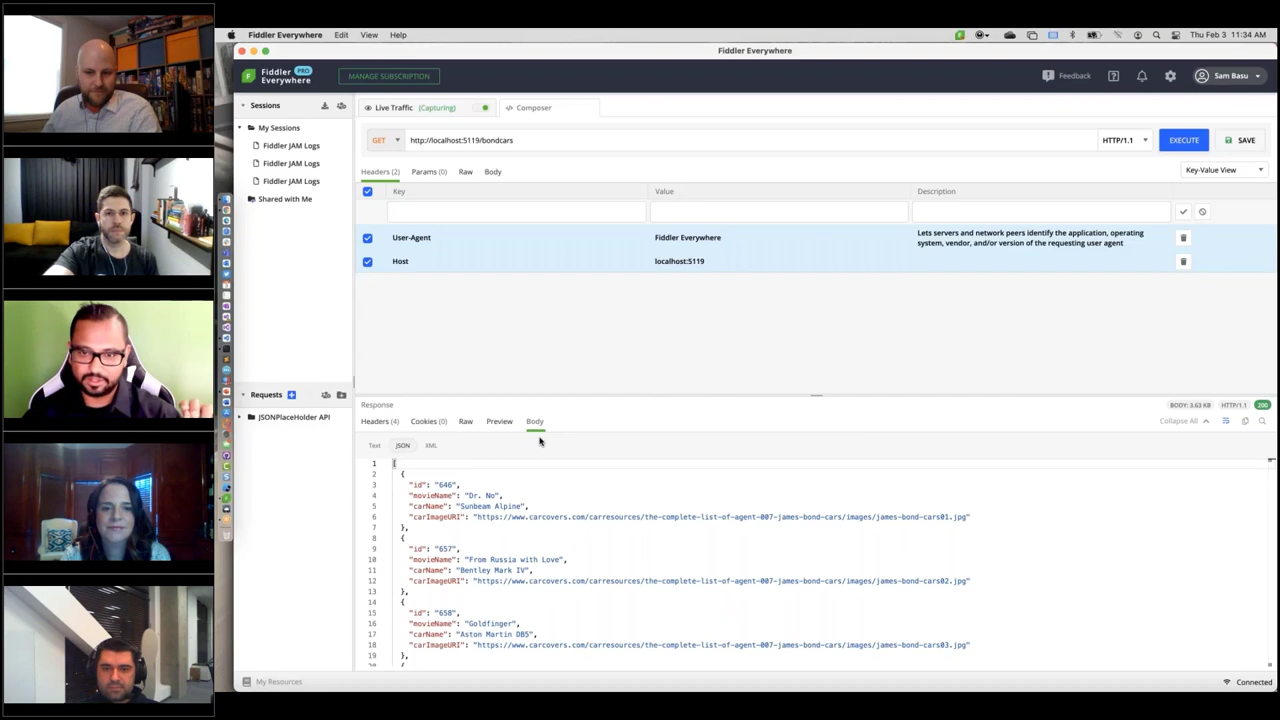 Fiddler Everywhere Edit View Help Thu Feb 3 11:34 AM
Fiddler Everywhere
Fiddler Everywhere PRO MANAGE SUBSCRIPTION Feedback Sam Basu
Sessions
My Sessions
Fiddler JAM Logs
Fiddler JAM Logs
Fiddler JAM Logs
Shared with Me
Requests
JSONPlaceHolder API
Live Traffic (Capturing) Composer
GET http://localhost:5119/bondcars HTTP/1.1 EXECUTE SAVE
Headers (2) Params (0) Raw Body Key-Value View
Key Value Description
User-Agent Fiddler Everywhere Lets servers and network peers identify the application, operating
system, vendor, and/or version of the requesting user agent
Host localhost:5119
Response BODY: 3.63 KB HTTP/1.1 200
Headers (4) Cookies (0) Raw Preview Body Collapse All
Text JSON XML
1 [
2 {
3 "id": "646",
4 "movieName": "Dr. No",
5 "carName": "Sunbeam Alpine",
6 "carImageURI": "https://www.carcovers.com/carresources/the-complete-list-of-agent-007-james-bond-cars/images/james-bond-cars01.jpg"
7 },
8 {
9 "id": "657",
10 "movieName": "From Russia with Love",
11 "carName": "Bentley Mark IV",
12 "carImageURI": "https://www.carcovers.com/carresources/the-complete-list-of-agent-007-james-bond-cars/images/james-bond-cars02.jpg"
13 },
14 {
15 "id": "658",
16 "movieName": "Goldfinger",
17 "carName": "Aston Martin DB5",
18 "carImageURI": "https://www.carcovers.com/carresources/the-complete-list-of-agent-007-james-bond-cars/images/james-bond-cars03.jpg"
19 },
My Resources Connected